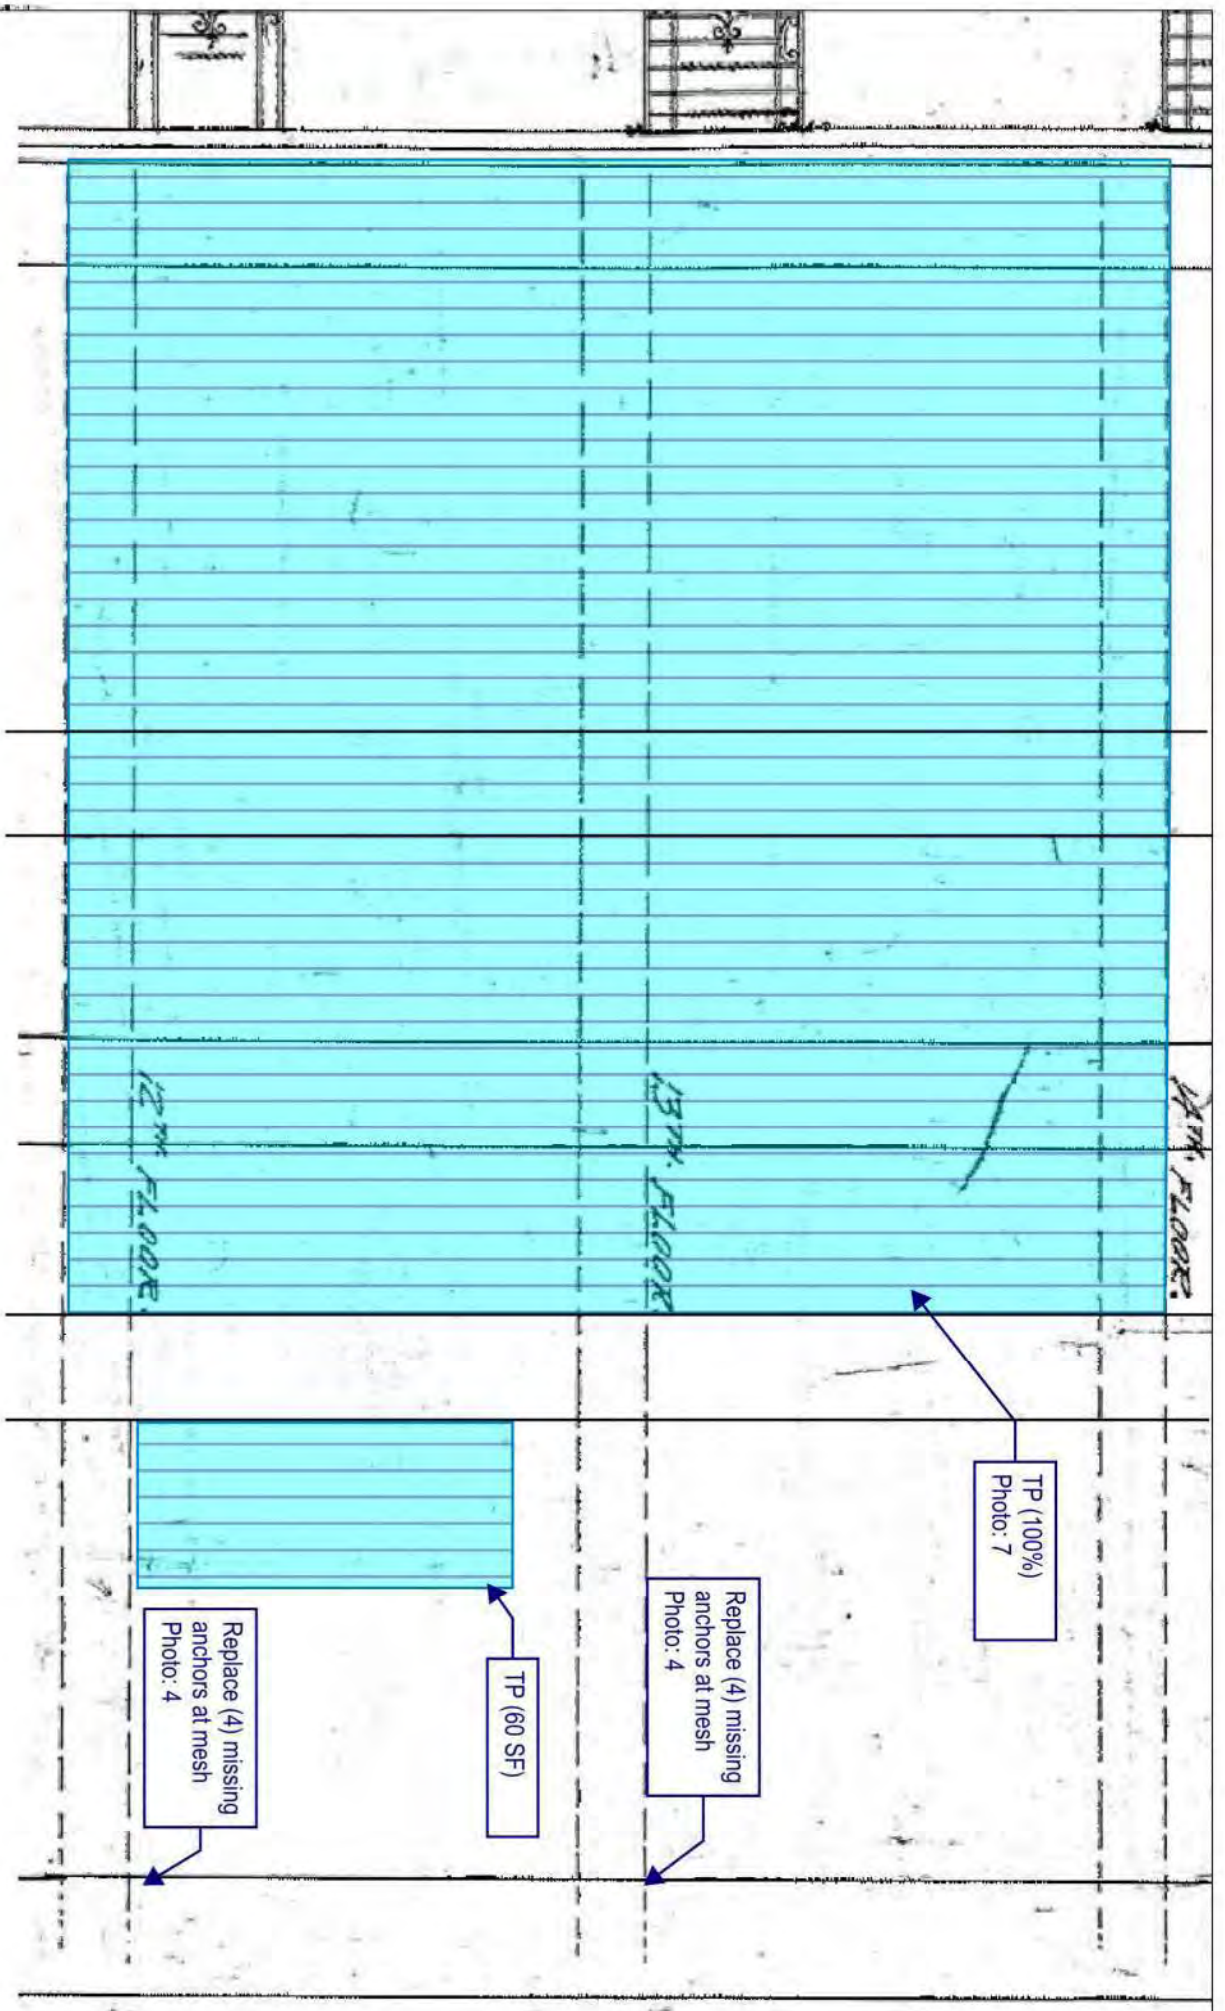 14TH. FLOOR.
TP (100%)
Photo: 7
13TH. FLOOR.
Replace (4) missing
anchors at mesh
Photo: 4
TP (60 SF)
12TH. FLOOR.
Replace (4) missing
anchors at mesh
Photo: 4